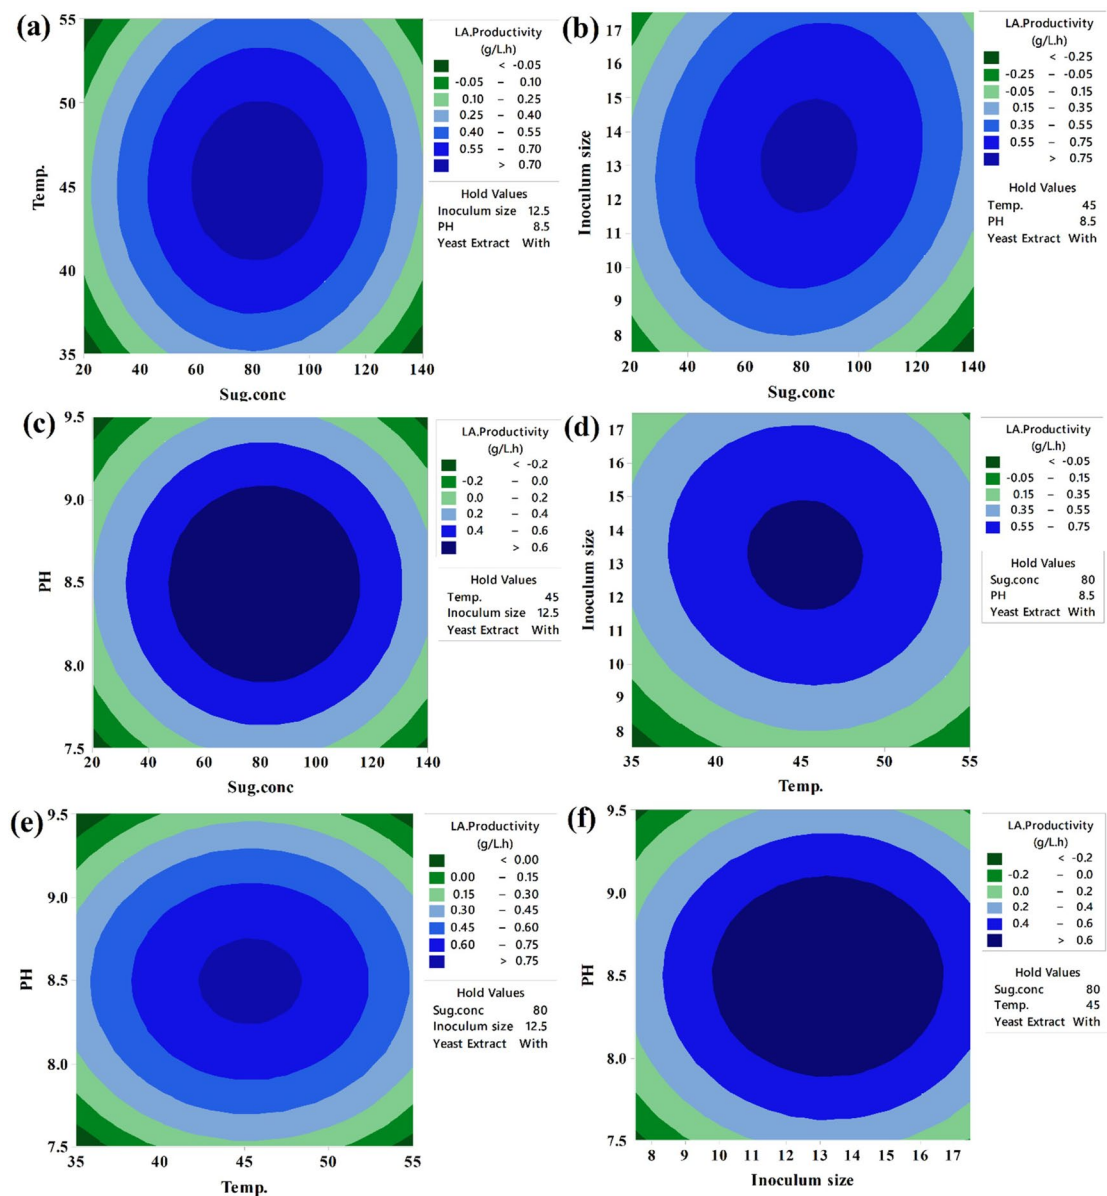 (a)
55
50
45
40
35
Temp.
20 40 60 80 100 120 140
Sug.conc
LA.Productivity
(g/L.h)
< -0.05
-0.05 – 0.10
0.10 – 0.25
0.25 – 0.40
0.40 – 0.55
0.55 – 0.70
> 0.70
Hold Values
Inoculum size 12.5
PH 8.5
Yeast Extract With
(b)
17
16
15
14
13
12
11
10
9
8
Inoculum size
20 40 60 80 100 120 140
Sug.conc
LA.Productivity
(g/L.h)
< -0.25
-0.25 – -0.05
-0.05 – 0.15
0.15 – 0.35
0.35 – 0.55
0.55 – 0.75
> 0.75
Hold Values
Temp. 45
PH 8.5
Yeast Extract With
(c)
9.5
9.0
8.5
8.0
7.5
PH
20 40 60 80 100 120 140
Sug.conc
LA.Productivity
(g/L.h)
< -0.2
-0.2 – 0.0
0.0 – 0.2
0.2 – 0.4
0.4 – 0.6
> 0.6
Hold Values
Temp. 45
Inoculum size 12.5
Yeast Extract With
(d)
17
16
15
14
13
12
11
10
9
8
Inoculum size
35 40 45 50 55
Temp.
LA.Productivity
(g/L.h)
< -0.05
-0.05 – 0.15
0.15 – 0.35
0.35 – 0.55
0.55 – 0.75
Hold Values
Sug.conc 80
PH 8.5
Yeast Extract With
(e)
9.5
9.0
8.5
8.0
7.5
PH
35 40 45 50 55
Temp.
LA.Productivity
(g/L.h)
< 0.00
0.00 – 0.15
0.15 – 0.30
0.30 – 0.45
0.45 – 0.60
0.60 – 0.75
> 0.75
Hold Values
Sug.conc 80
Inoculum size 12.5
Yeast Extract With
(f)
9.5
9.0
8.5
8.0
7.5
PH
8 9 10 11 12 13 14 15 16 17
Inoculum size
LA.Productivity
(g/L.h)
< -0.2
-0.2 – 0.0
0.0 – 0.2
0.2 – 0.4
0.4 – 0.6
> 0.6
Hold Values
Sug.conc 80
Temp. 45
Yeast Extract With